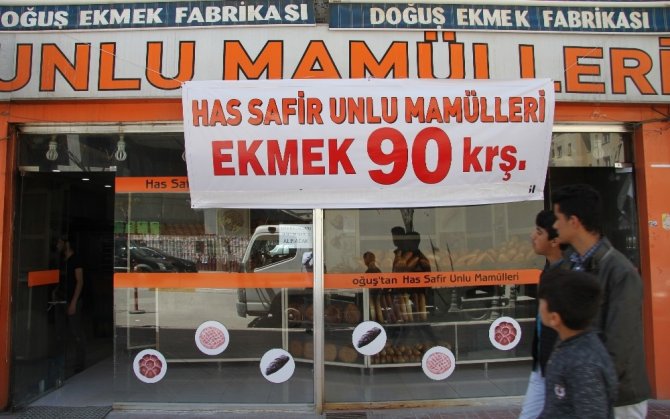 DOĞUŞ EKMEK FABRİKASI
DOĞUŞ EKMEK FABRİKASI
UNLU MAMÜLLERİ
HAS SAFİR UNLU MAMÜLLERİ
EKMEK 90 krş.
Has Sa
oğuş'tan Has Safir Unlu Mamülleri